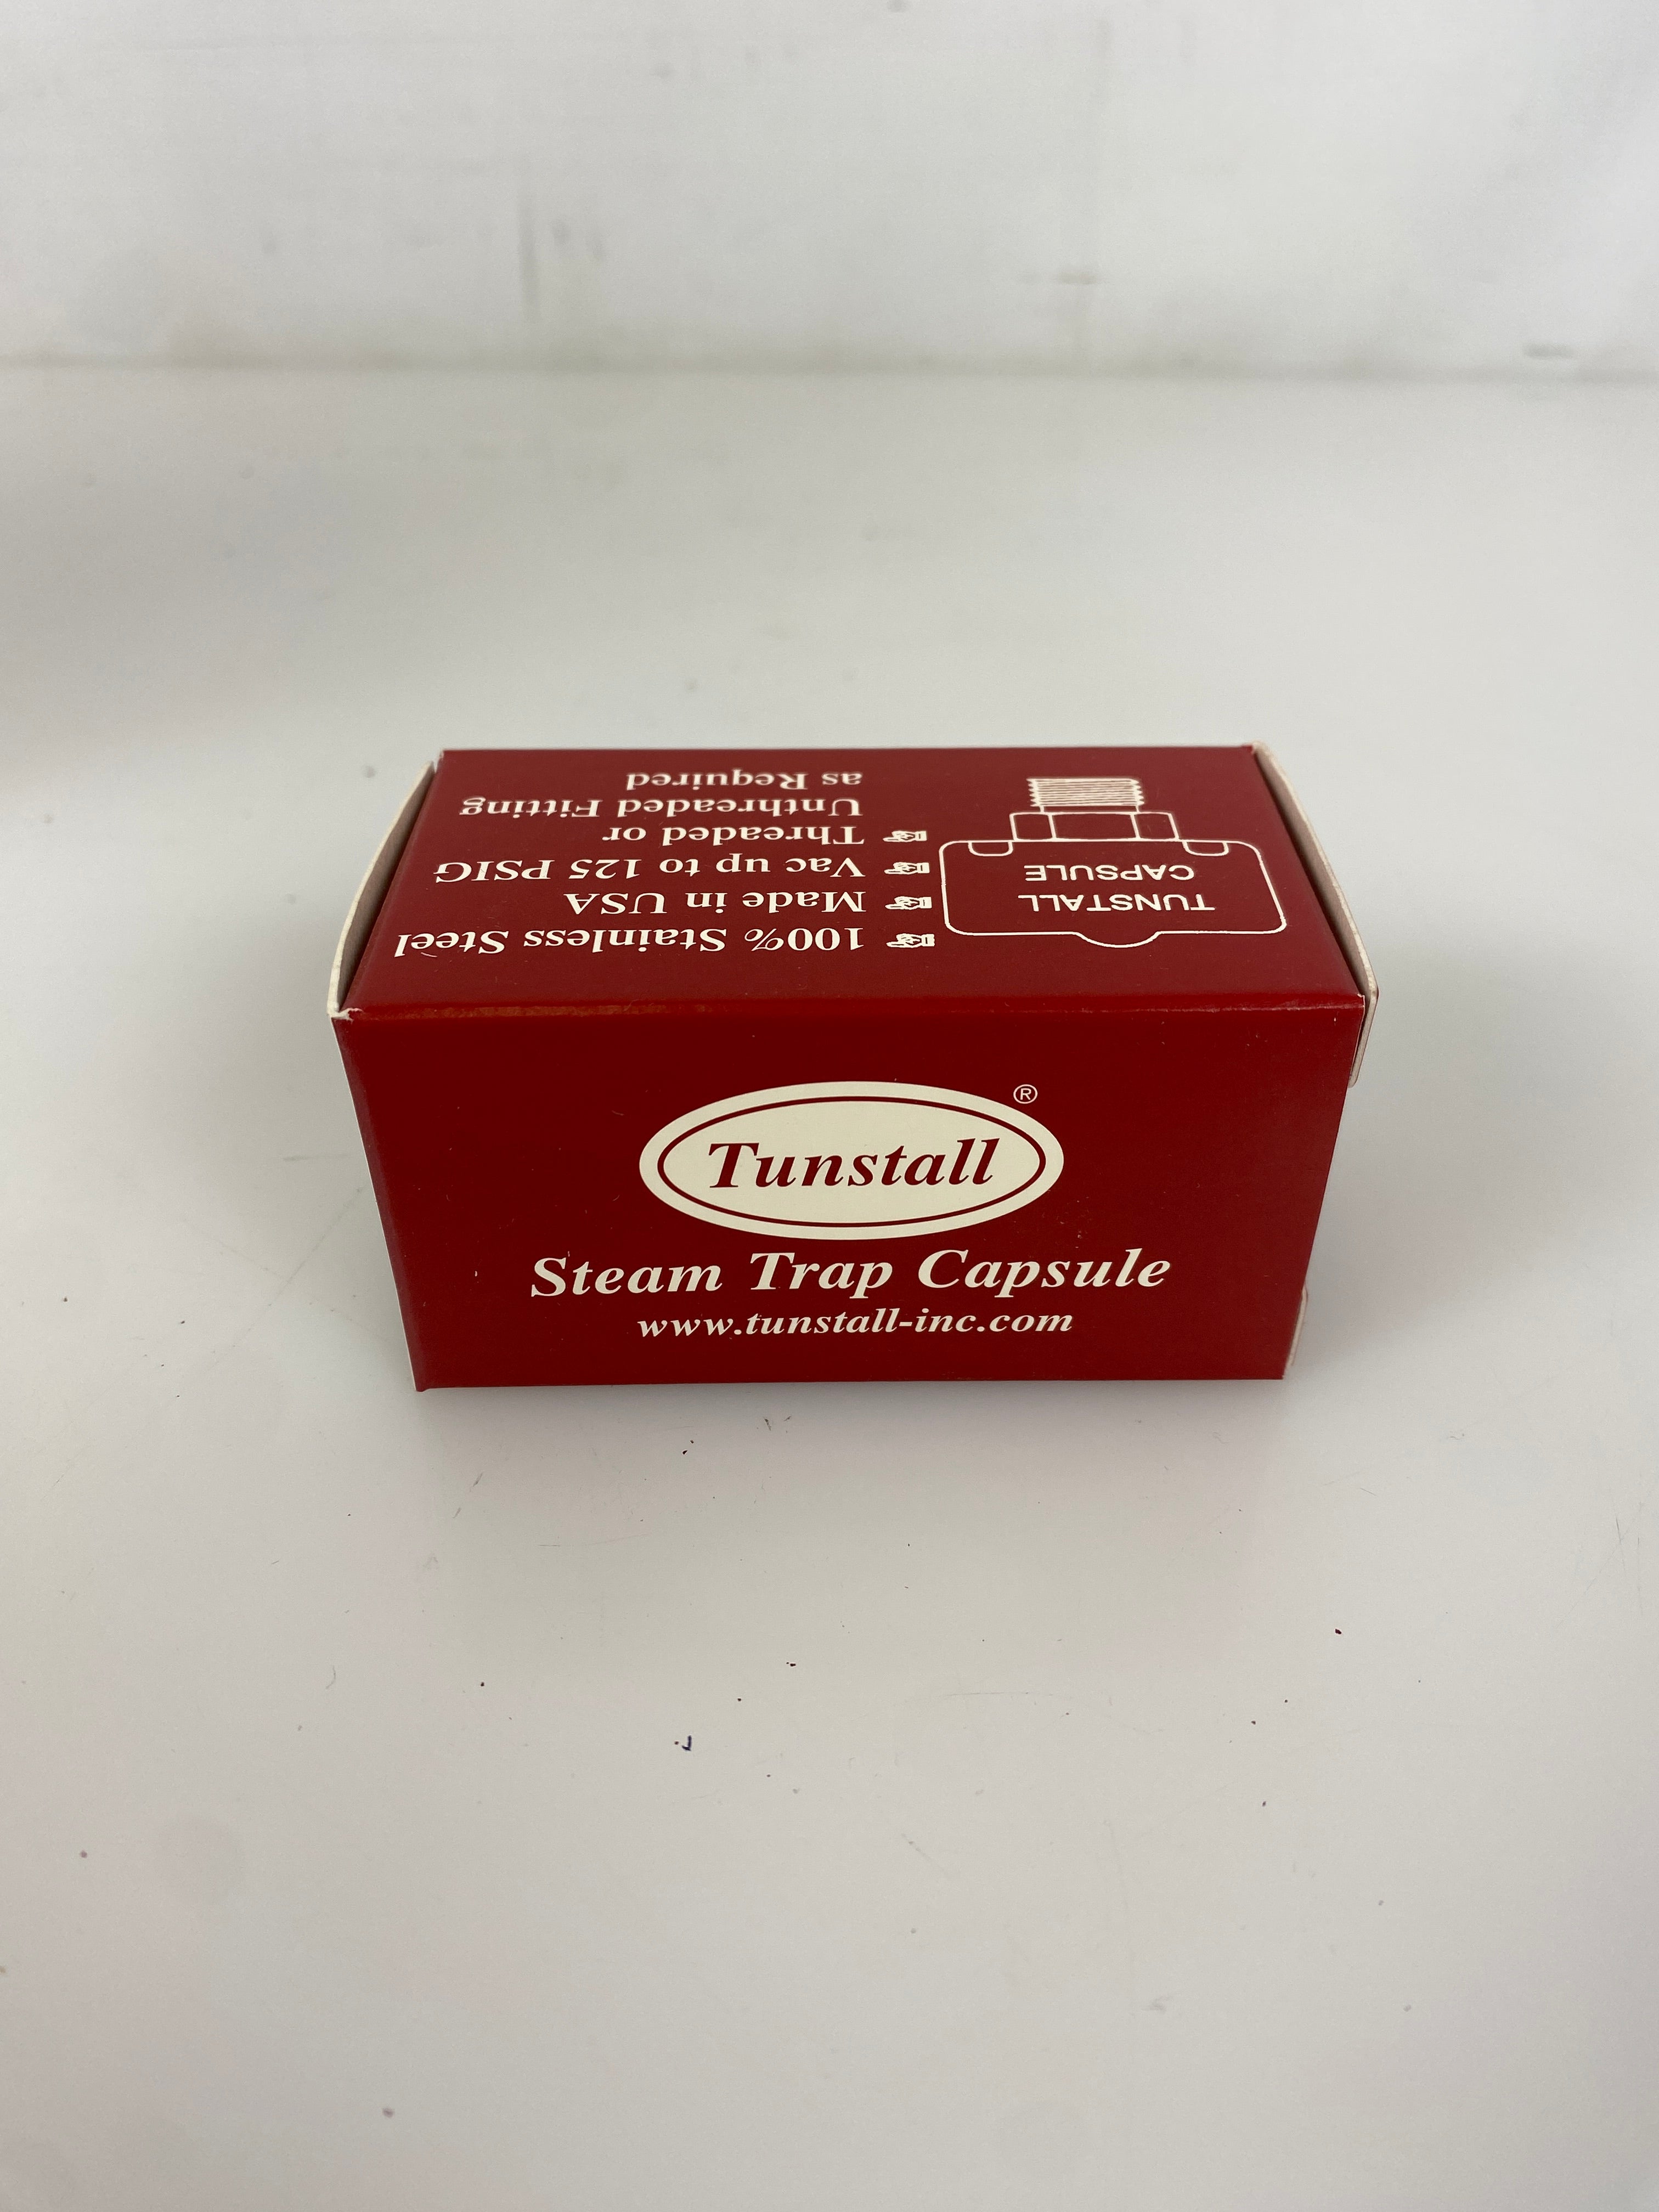 100% Stainless Steel
Made in USA
Vac up to 125 PSIG
Threaded or
Unthreaded Fitting
as Required
TUNSTALL
CAPSULE
Tunstall®
Steam Trap Capsule
www.tunstall-inc.com